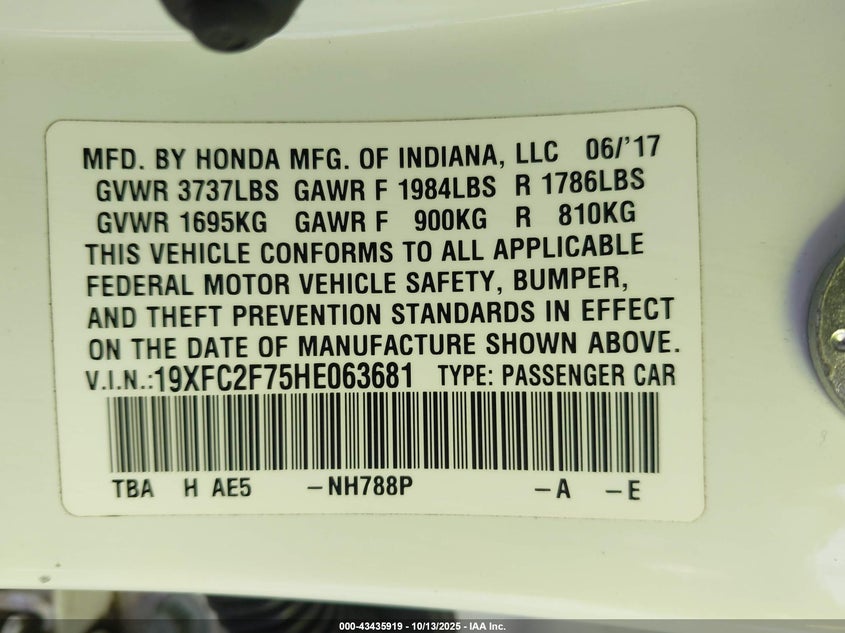 MFD. BY HONDA MFG. OF INDIANA, LLC 06/'17
GVWR 3737LBS GAWR F 1984LBS R 1786LBS
GVWR 1695KG GAWR F 900KG R 810KG
THIS VEHICLE CONFORMS TO ALL APPLICABLE
FEDERAL MOTOR VEHICLE SAFETY, BUMPER,
AND THEFT PREVENTION STANDARDS IN EFFECT
ON THE DATE OF MANUFACTURE SHOWN ABOVE.
V.I.N.:19XFC2F75HE063681 TYPE: PASSENGER CAR
TBA H AE5 -NH788P -A -E
000-43435919 - 10/13/2025 - IAA Inc.